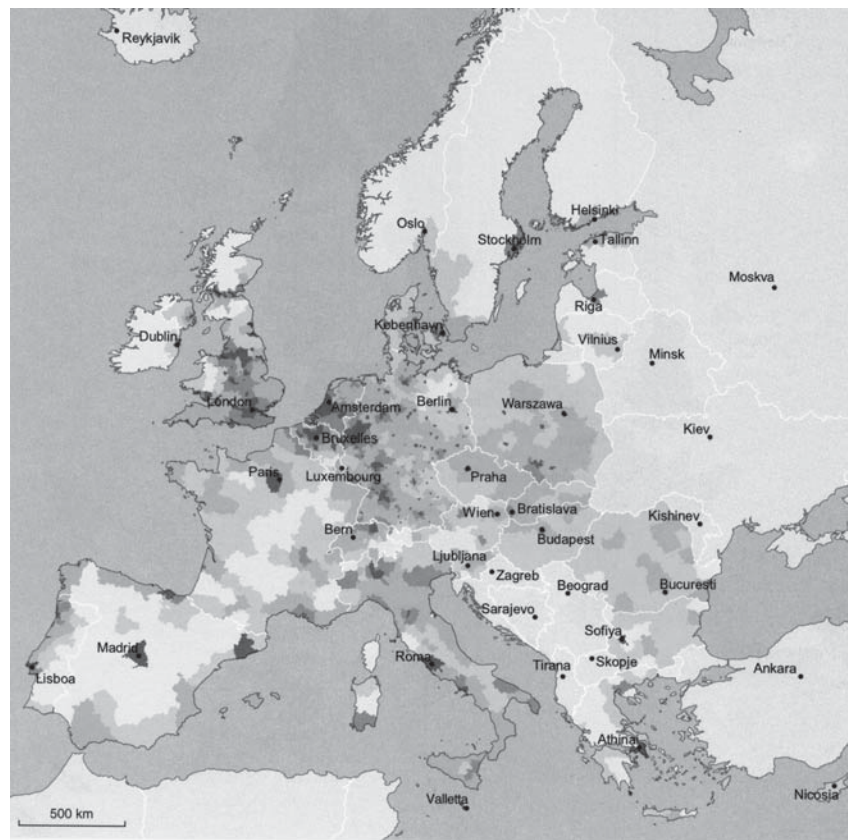 Reykjavik
Oslo
Helsinki
Stockholm
Tallinn
Moskva
Riga
Dublin
København
Vilnius
Minsk
London
Amsterdam
Berlin
Warszawa
Bruxelles
Kiev
Paris
Luxembourg
Praha
Wien
Bratislava
Kishinev
Bern
Budapest
Ljubljana
Zagreb
Beograd
Bucuresti
Sarajevo
Sofiya
Madrid
Roma
Skopje
Tirana
Ankara
Lisboa
Athinai
Valletta
Nicosia
500 km